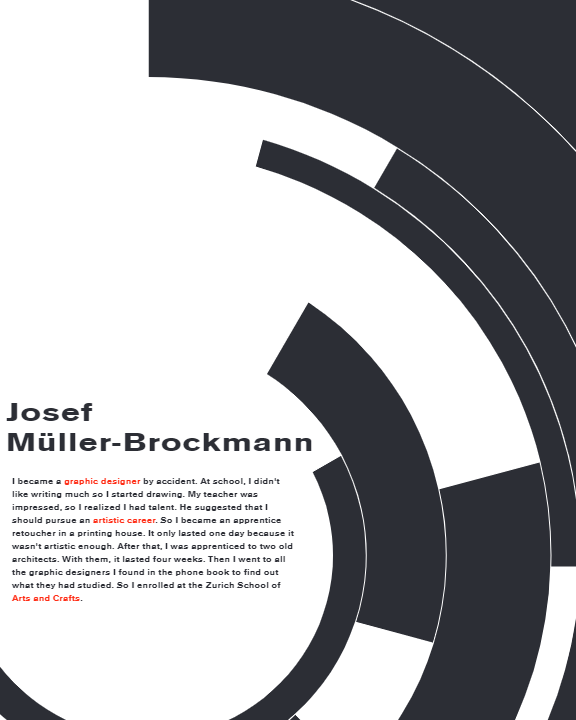 Josef
Müller-Brockmann
I became a graphic designer by accident. At school, I didn't
like writing much so I started drawing. My teacher was
impressed, so I realized I had talent. He suggested that I
should pursue an artistic career. So I became an apprentice
retoucher in a printing house. It only lasted one day because it
wasn't artistic enough. After that, I was apprenticed to two old
architects. With them, it lasted four weeks. Then I went to all
the graphic designers I found in the phone book to find out
what they had studied. So I enrolled at the Zurich School of
Arts and Crafts.